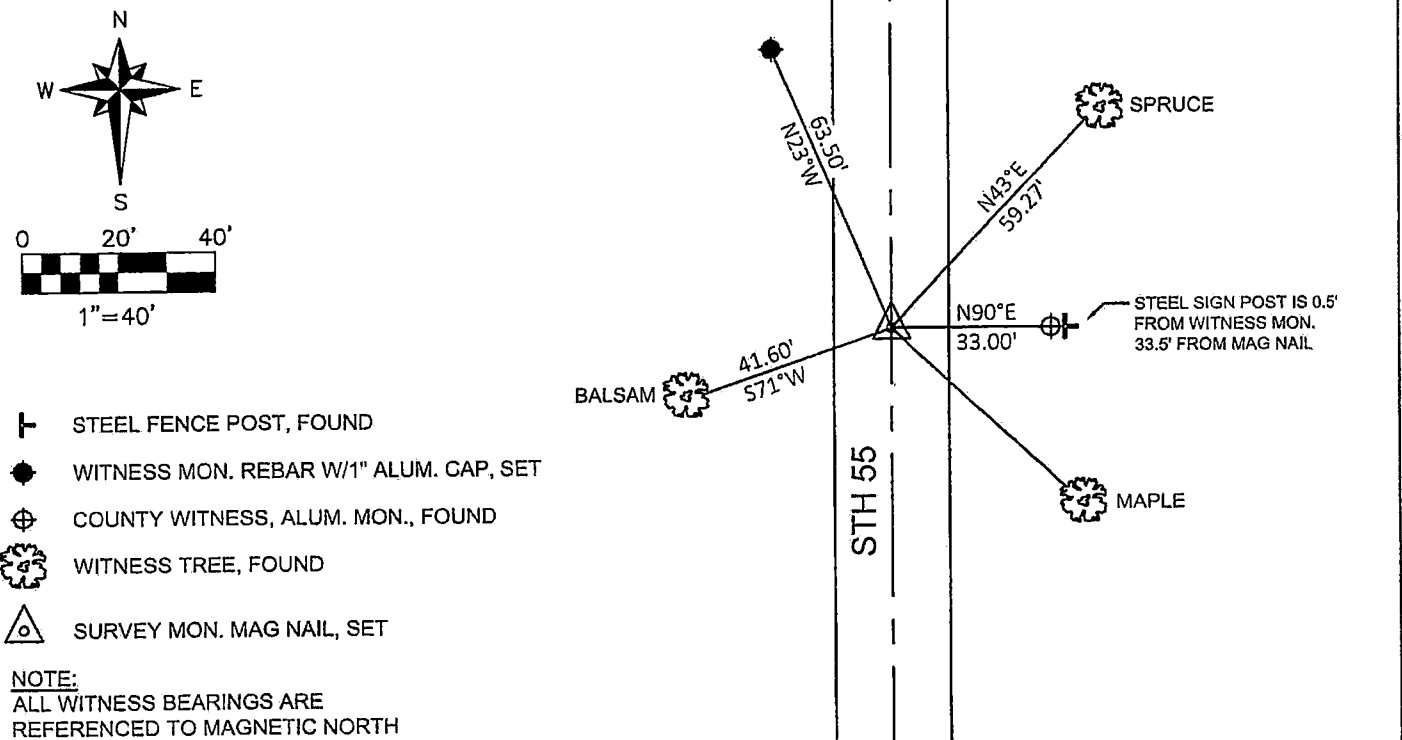 N
W
E
S
0 20' 40'
1"=40'
STEEL FENCE POST, FOUND
WITNESS MON. REBAR W/1" ALUM. CAP, SET
COUNTY WITNESS, ALUM. MON., FOUND
WITNESS TREE, FOUND
SURVEY MON. MAG NAIL, SET
NOTE:
ALL WITNESS BEARINGS ARE
REFERENCED TO MAGNETIC NORTH
63.50'
N23°W
SPRUCE
N43°E
59.27'
N90°E
33.00'
STEEL SIGN POST IS 0.5'
FROM WITNESS MON.
33.5' FROM MAG NAIL
41.60'
S71°W
BALSAM
STH 55
MAPLE